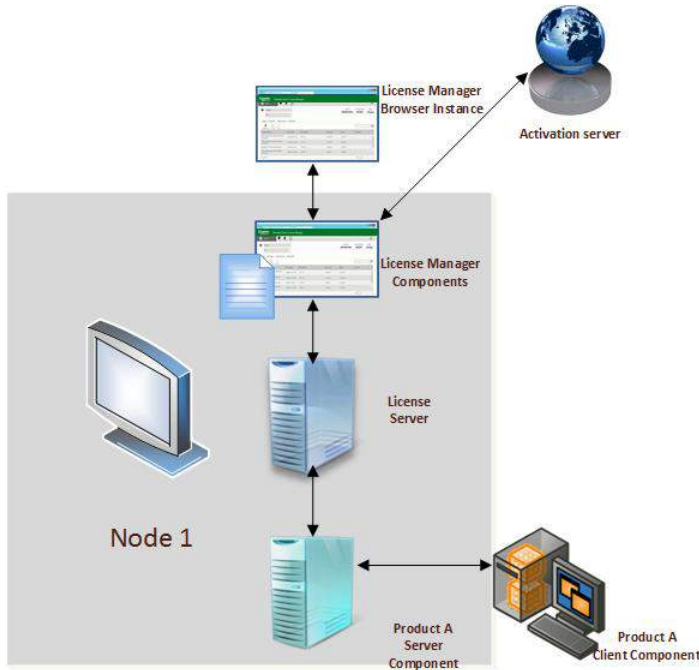 License Manager
Browser Instance
Activation server
License Manager
Components
License
Server
Node 1
Product A
Server
Component
Product A
Client Component